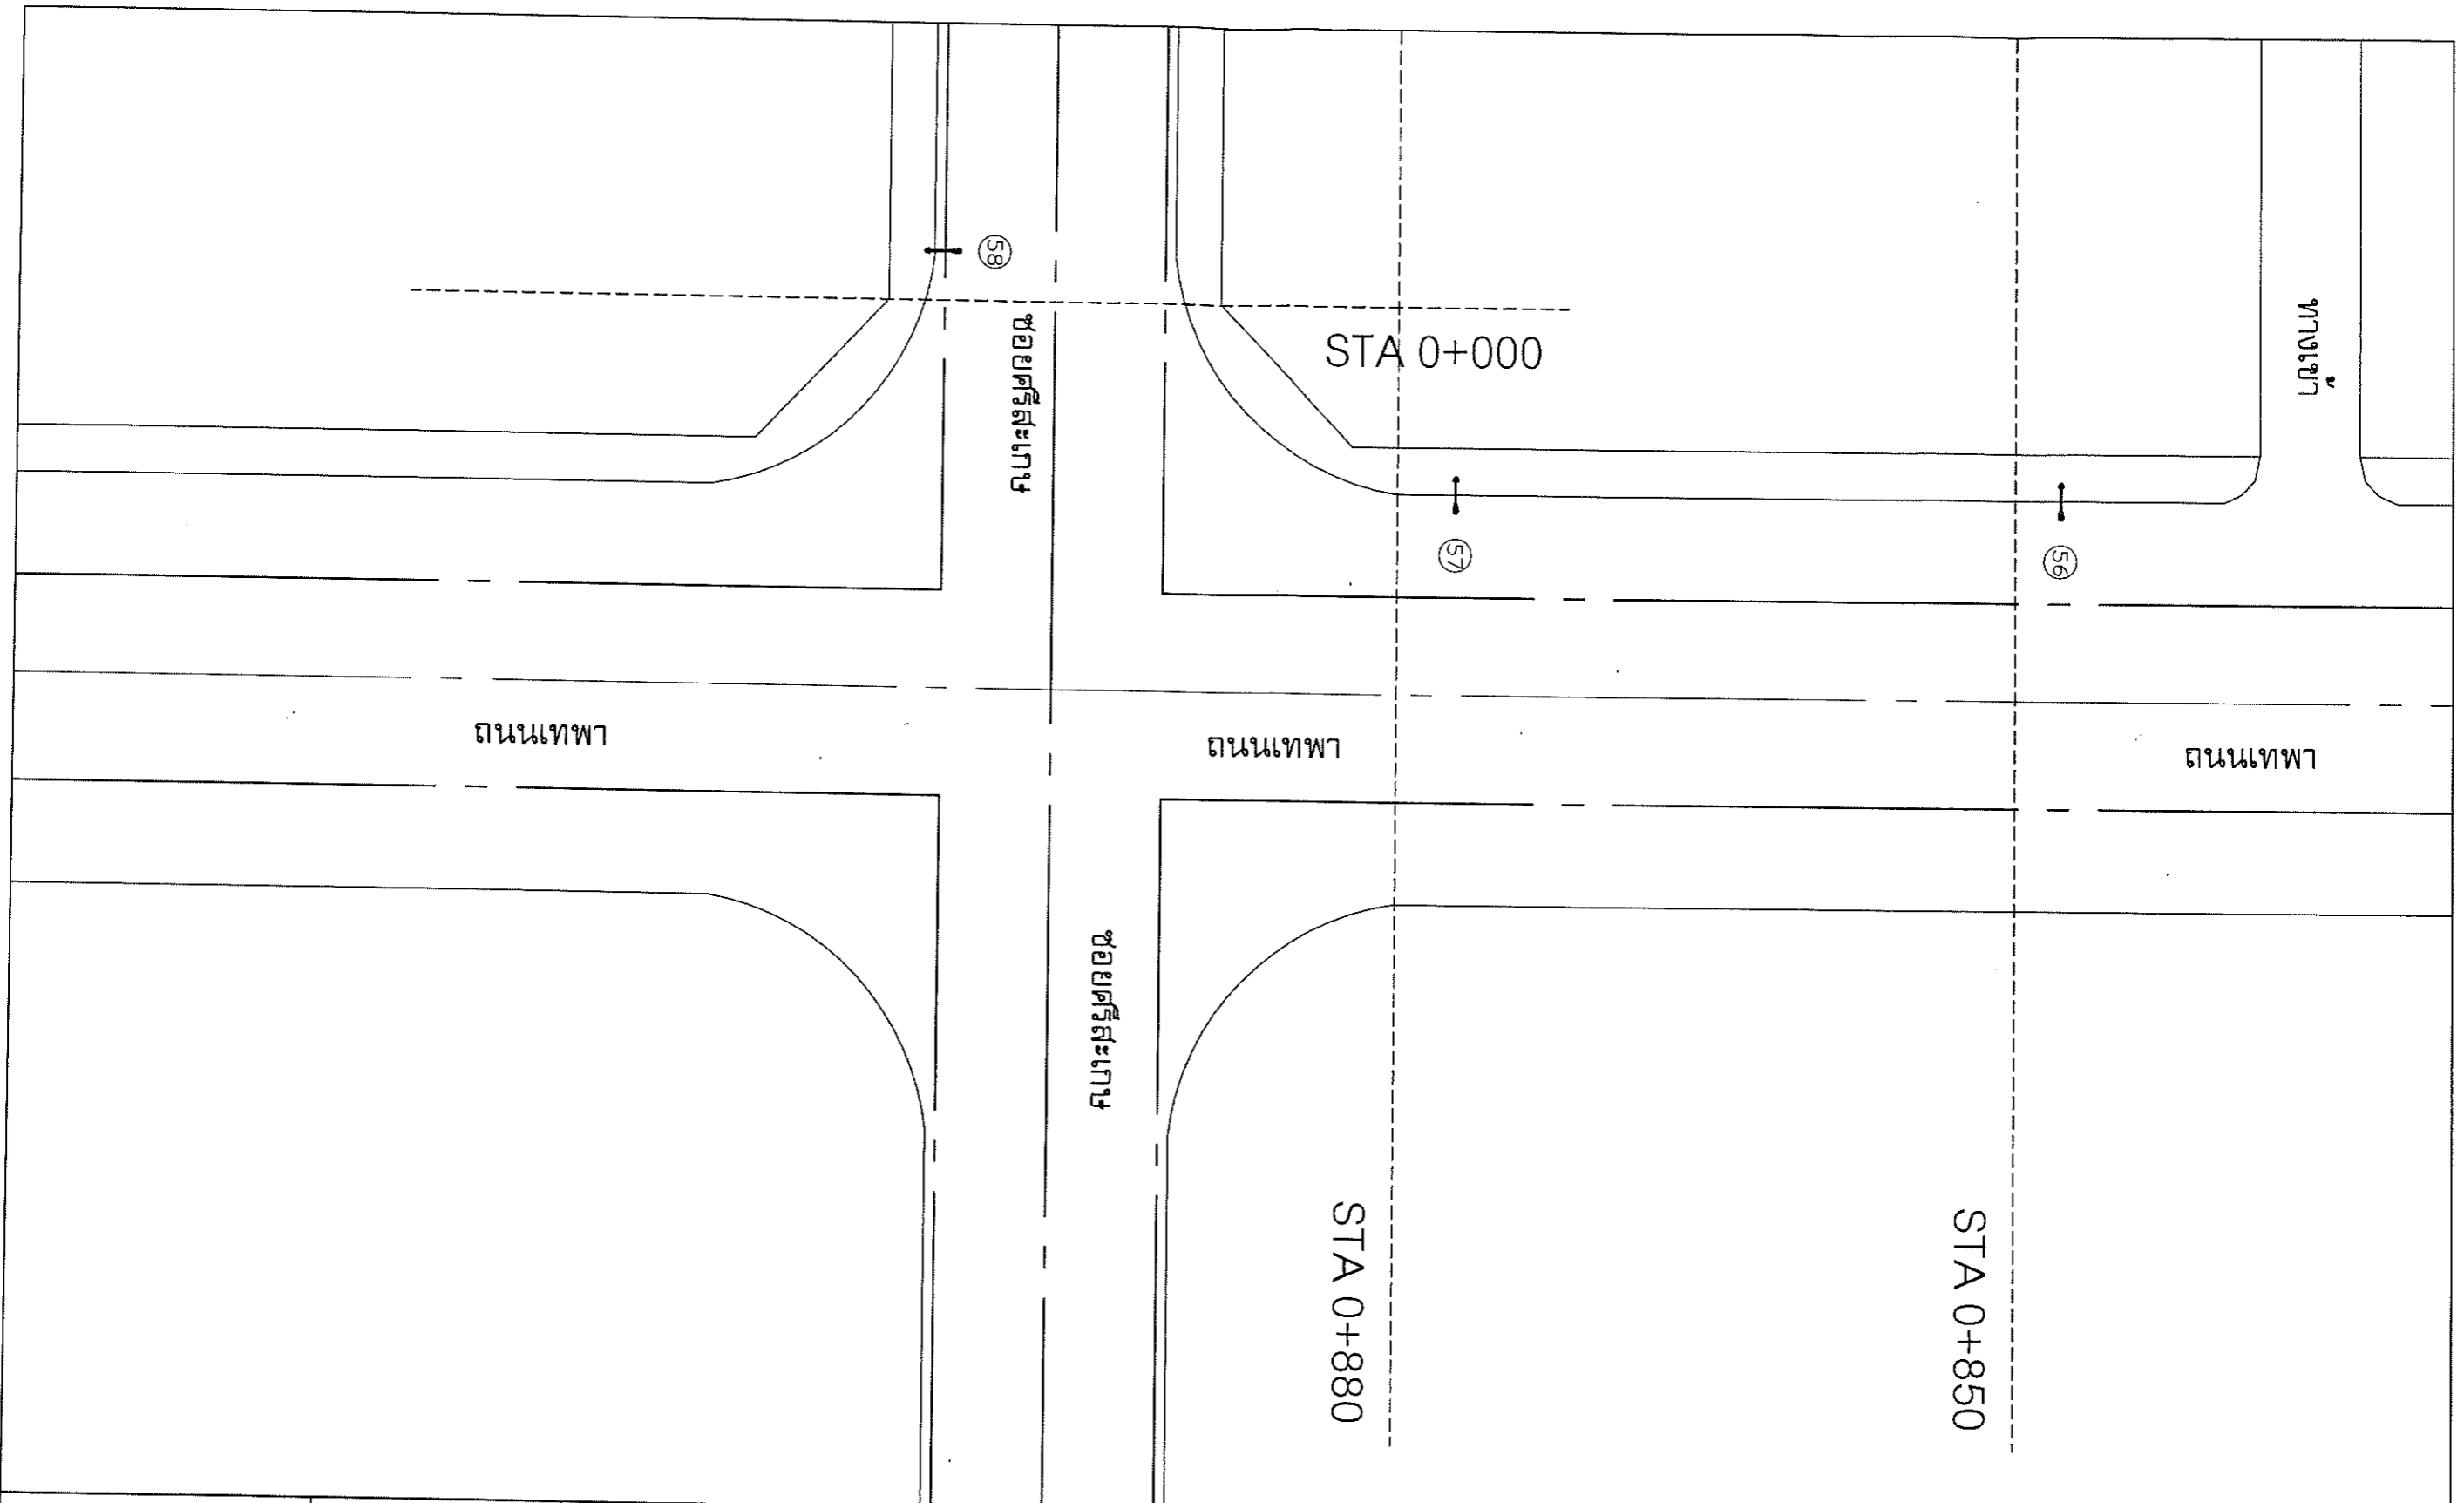 58
ซอยศรีสะเกษ
STA 0+000
ทางเข้า
57
56
ถนนเทพา
ถนนเทพา
ถนนเทพา
ซอยศรีสะเกษ
STA 0+880
STA 0+850